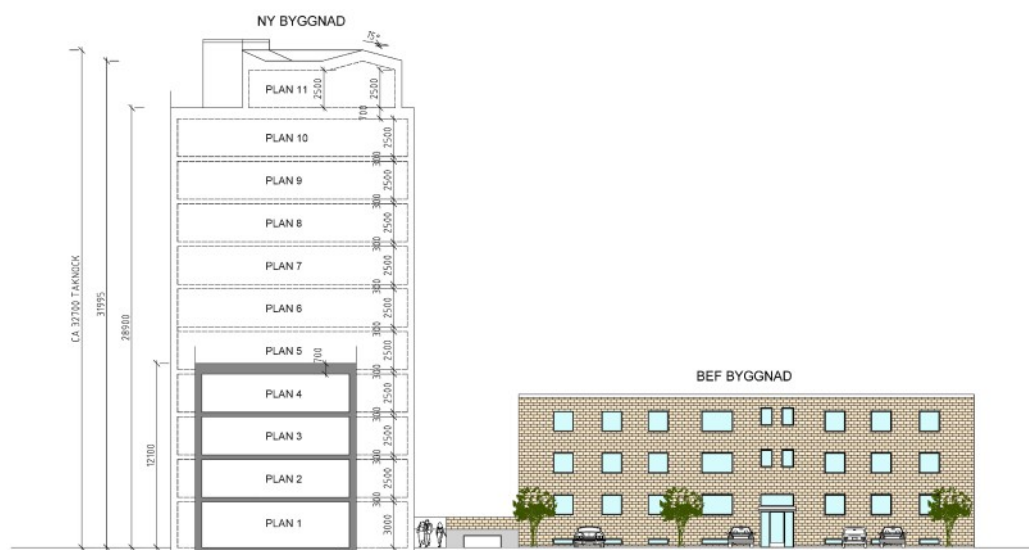 NY BYGGNAD
15°
PLAN 11
2500
2500
700
PLAN 10
2500
300
PLAN 9
2500
300
PLAN 8
2500
300
PLAN 7
2500
300
PLAN 6
2500
300
PLAN 5
2500
700
300
PLAN 4
2500
300
PLAN 3
2500
300
PLAN 2
2500
300
PLAN 1
3000
CA 32700 TAKNOCK
31995
28900
12100
BEF BYGGNAD